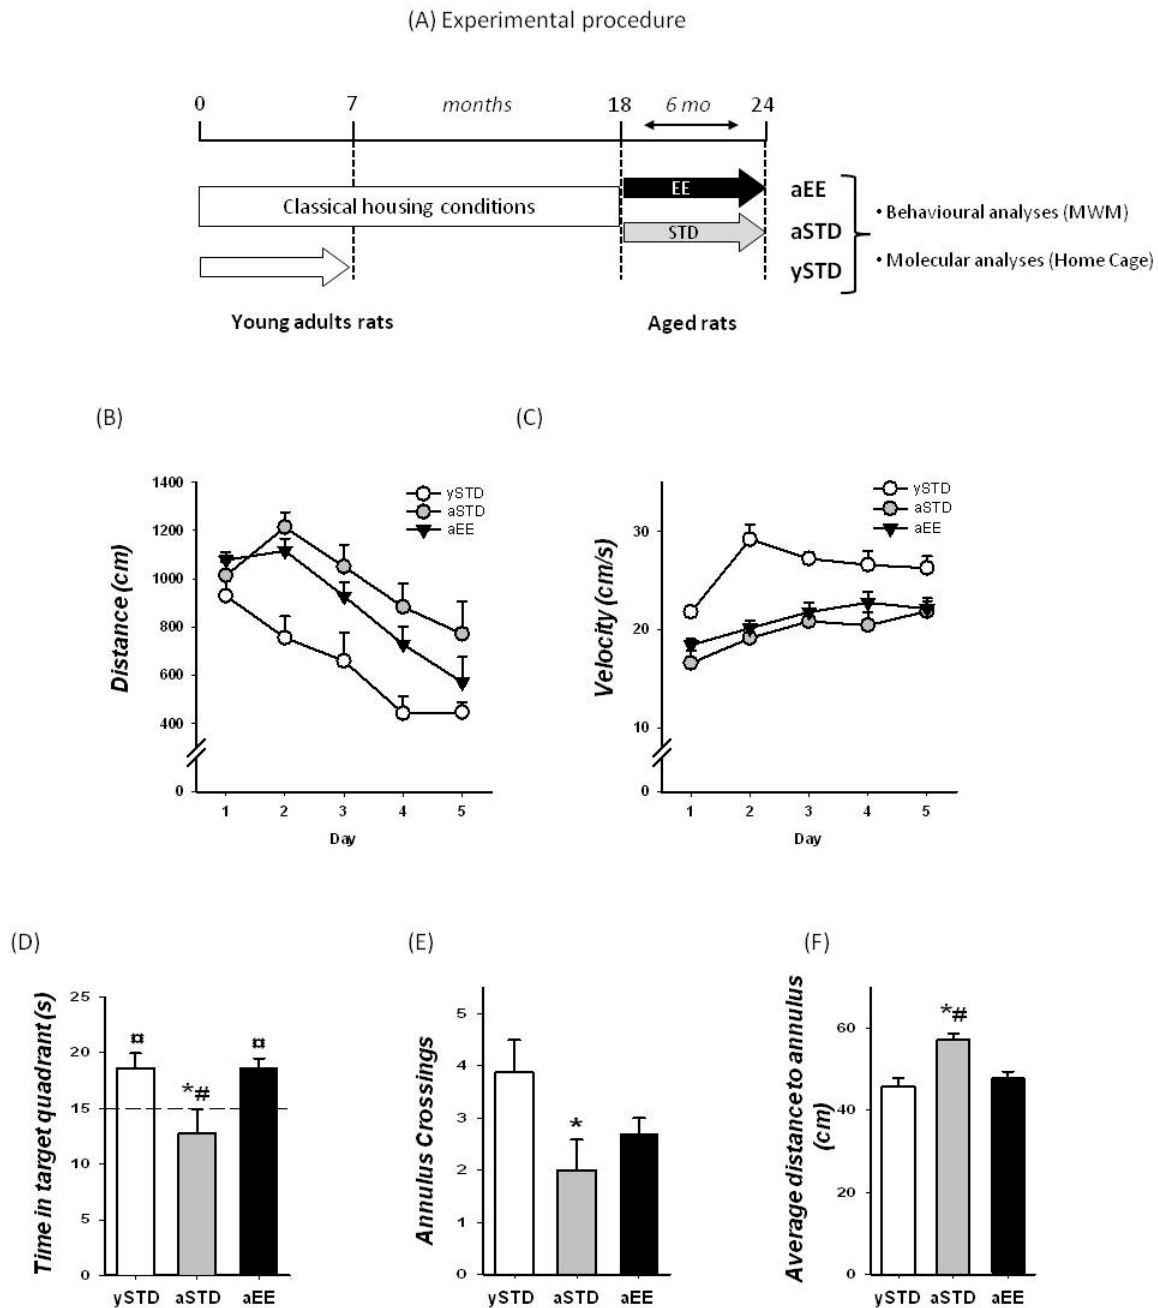 (A) Experimental procedure
0 7 months 18 6 mo 24
EE aEE
Classical housing conditions
• Behavioural analyses (MWM)
STD aSTD
• Molecular analyses (Home Cage)
ySTD
Young adults rats Aged rats
(B)
1400
1200
1000
800
600
400
0
Distance (cm)
ySTD
aSTD
aEE
1 2 3 4 5
Day
(C)
30
20
10
0
Velocity (cm/s)
ySTD
aSTD
aEE
1 2 3 4 5
Day
(D)
Time in target quadrant (s)
25
20
15
10
5
0
¤ *# ¤
ySTD aSTD aEE
(E)
Annulus Crossings
5
4
3
2
1
0
*
ySTD aSTD aEE
(F)
Average distance to annulus
(cm)
60
40
20
0
*#
ySTD aSTD aEE